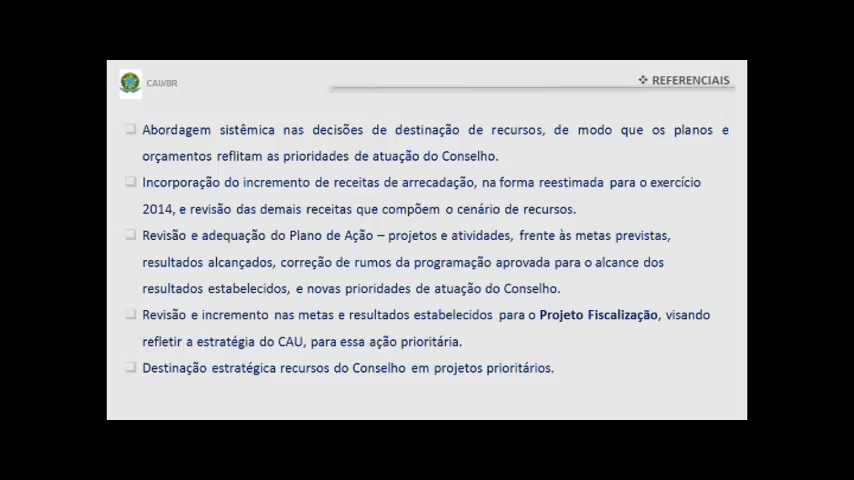 CAU/BR
❖ REFERENCIAIS
❑ Abordagem sistêmica nas decisões de destinação de recursos, de modo que os planos e
orçamentos reflitam as prioridades de atuação do Conselho.
❑ Incorporação do incremento de receitas de arrecadação, na forma reestimada para o exercício
2014, e revisão das demais receitas que compõem o cenário de recursos.
❑ Revisão e adequação do Plano de Ação – projetos e atividades, frente às metas previstas,
resultados alcançados, correção de rumos da programação aprovada para o alcance dos
resultados estabelecidos, e novas prioridades de atuação do Conselho.
❑ Revisão e incremento nas metas e resultados estabelecidos para o Projeto Fiscalização, visando
refletir a estratégia do CAU, para essa ação prioritária.
❑ Destinação estratégica recursos do Conselho em projetos prioritários.